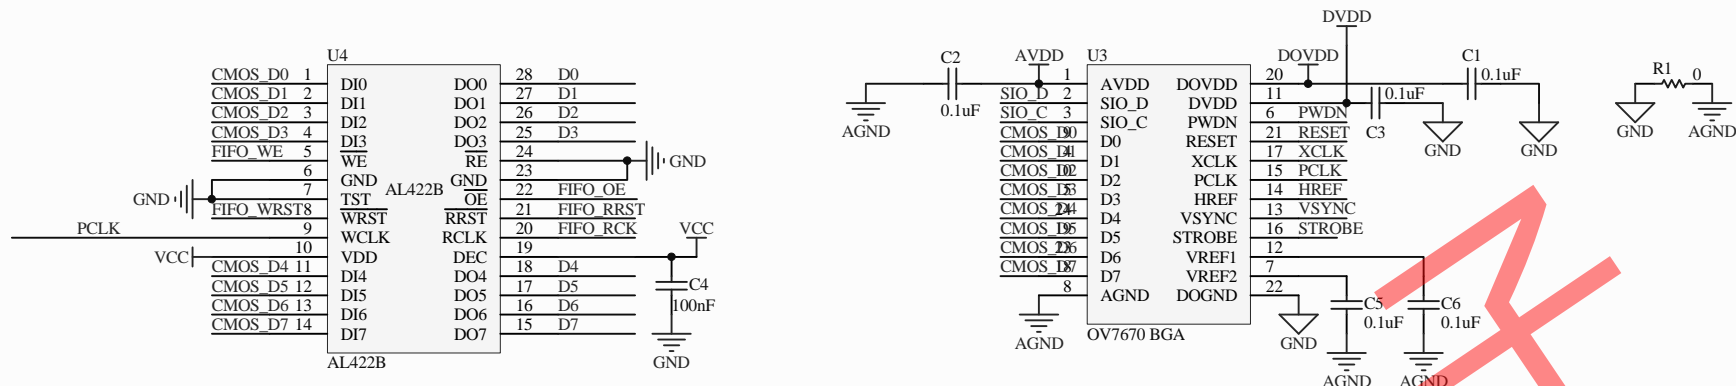 U4
CMOS_D0 1 DI0 DO0 28 D0
CMOS_D1 2 DI1 DO1 27 D1
CMOS_D2 3 DI2 DO2 26 D2
CMOS_D3 4 DI3 DO3 25 D3
FIFO_WE 5 WE RE 24
GND
6 GND GND 23
GND 7 TST AL422B OE 22 FIFO_OE
FIFO_WRST 8 WRST RRST 21 FIFO_RRST
PCLK 9 WCLK RCLK 20 FIFO_RCK
VCC 10 VDD DEC 19 VCC
CMOS_D4 11 DI4 DO4 18 D4
CMOS_D5 12 DI5 DO5 17 D5
CMOS_D6 13 DI6 DO6 16 D6
CMOS_D7 14 DI7 DO7 15 D7
C4
100nF
GND
AL422B
DVDD
C2 AVDD U3 DOVDD C1
0.1uF 1 AVDD DOVDD 20 0.1uF
AGND
SIO_D 2 SIO_D DVDD 11 0.1uF
C3
GND
GND
SIO_C 3 SIO_C PWDN 6 PWDN
CMOS_D0 D0 RESET 21 RESET
CMOS_D1 D1 XCLK 17 XCLK
CMOS_D2 D2 PCLK 15 PCLK
CMOS_D3 D3 HREF 14 HREF
CMOS_D4 D4 VSYNC 13 VSYNC
CMOS_D5 D5 STROBE 16 STROBE
CMOS_D6 D6 VREF1 12
CMOS_D7 D7 VREF2 7
8 AGND DOGND 22
AGND
OV7670 BGA
GND
C5
0.1uF
AGND
C6
0.1uF
AGND
R1 0
GND AGND